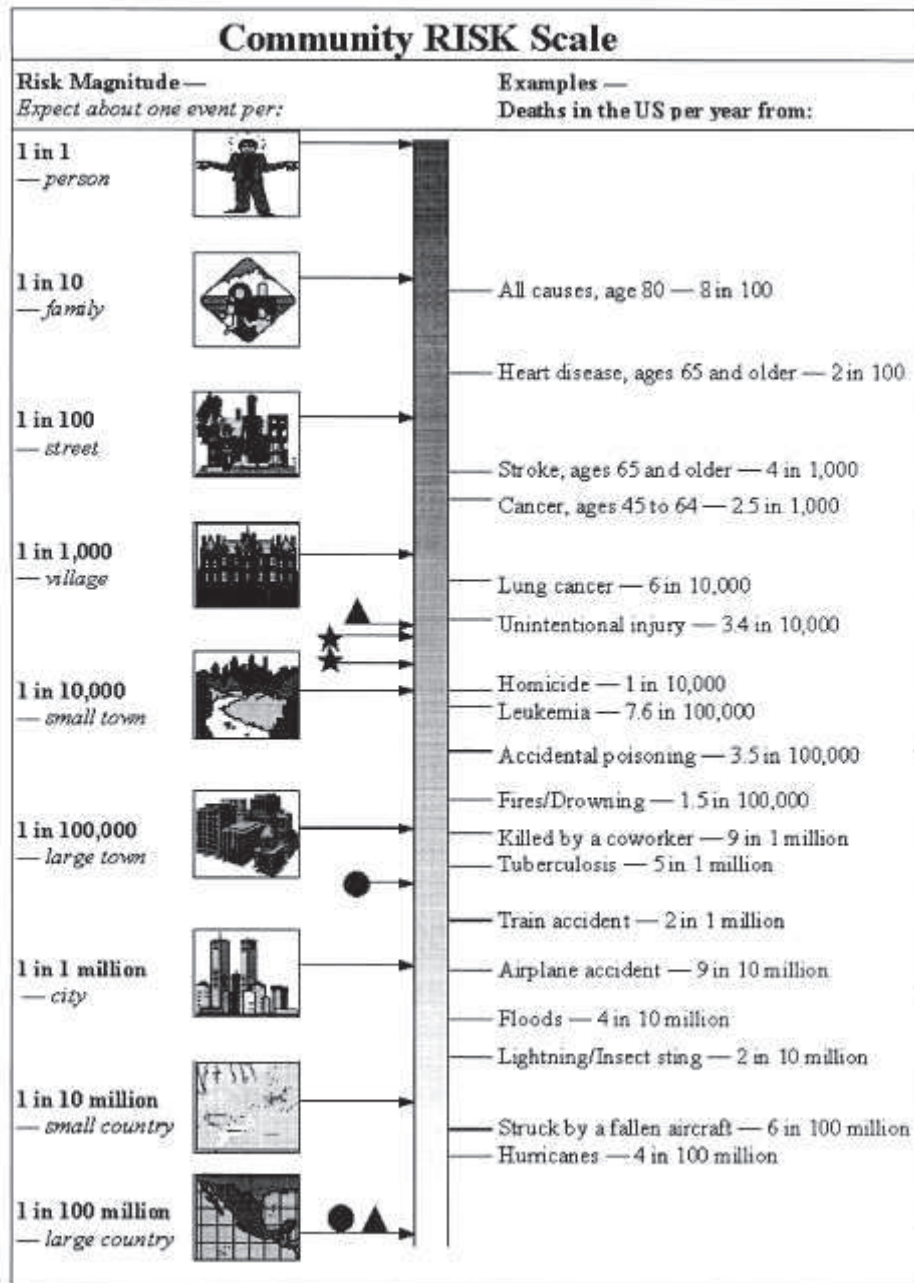 Community RISK Scale
Risk Magnitude—
Expect about one event per:
Examples —
Deaths in the US per year from:
1 in 1
— person
1 in 10
— family
All causes, age 80 — 8 in 100
Heart disease, ages 65 and older — 2 in 100
1 in 100
— street
Stroke, ages 65 and older — 4 in 1,000
Cancer, ages 45 to 64 — 2.5 in 1,000
1 in 1,000
— village
Lung cancer — 6 in 10,000
Unintentional injury — 3.4 in 10,000
1 in 10,000
— small town
Homicide — 1 in 10,000
Leukemia — 7.6 in 100,000
Accidental poisoning — 3.5 in 100,000
Fires/Drowning — 1.5 in 100,000
1 in 100,000
— large town
Killed by a coworker — 9 in 1 million
Tuberculosis — 5 in 1 million
Train accident — 2 in 1 million
1 in 1 million
— city
Airplane accident — 9 in 10 million
Floods — 4 in 10 million
Lightning/Insect sting — 2 in 10 million
1 in 10 million
— small country
Struck by a fallen aircraft — 6 in 100 million
Hurricanes — 4 in 100 million
1 in 100 million
— large country